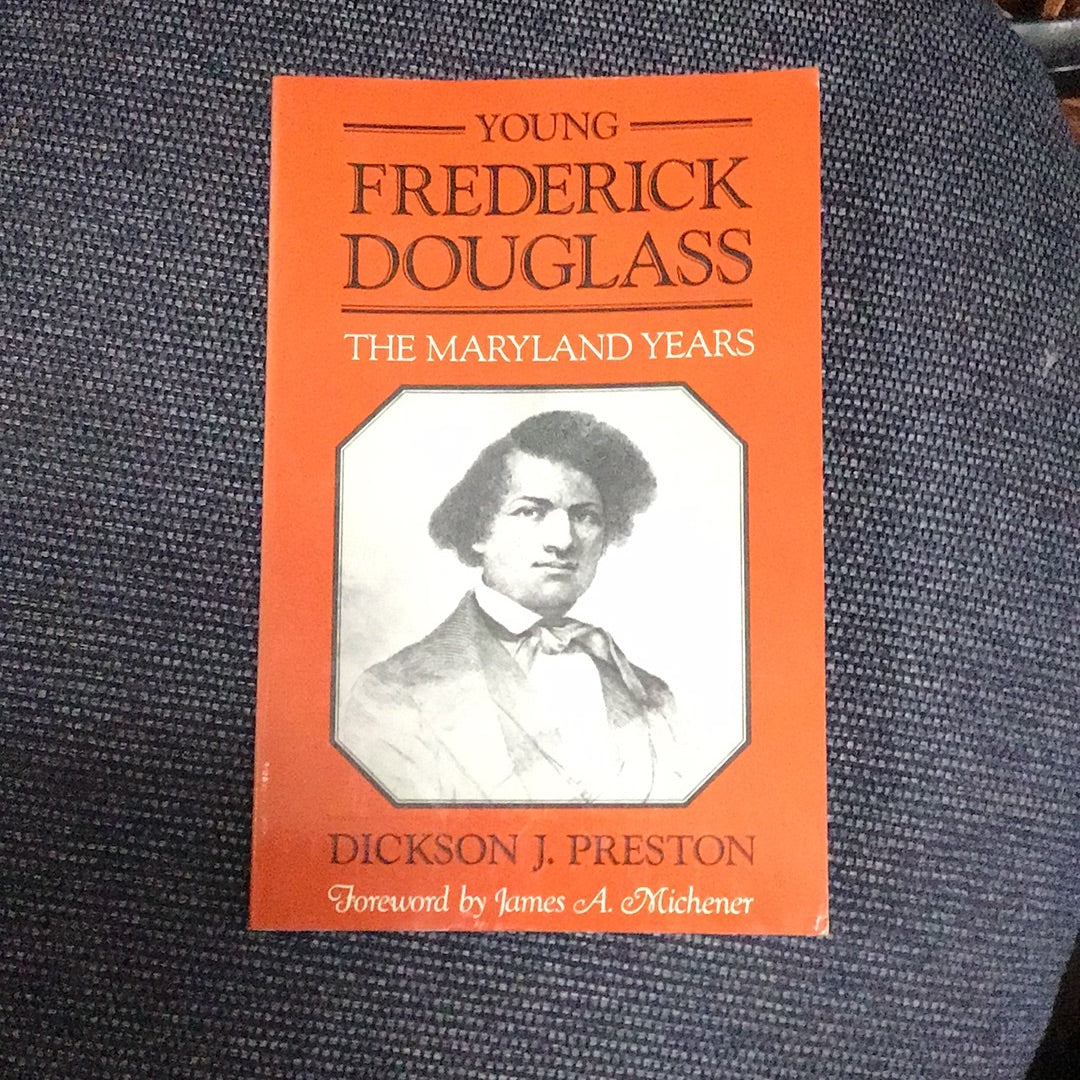 YOUNG
FREDERICK
DOUGLASS
THE MARYLAND YEARS
DICKSON J. PRESTON
Foreword by James A. Michener